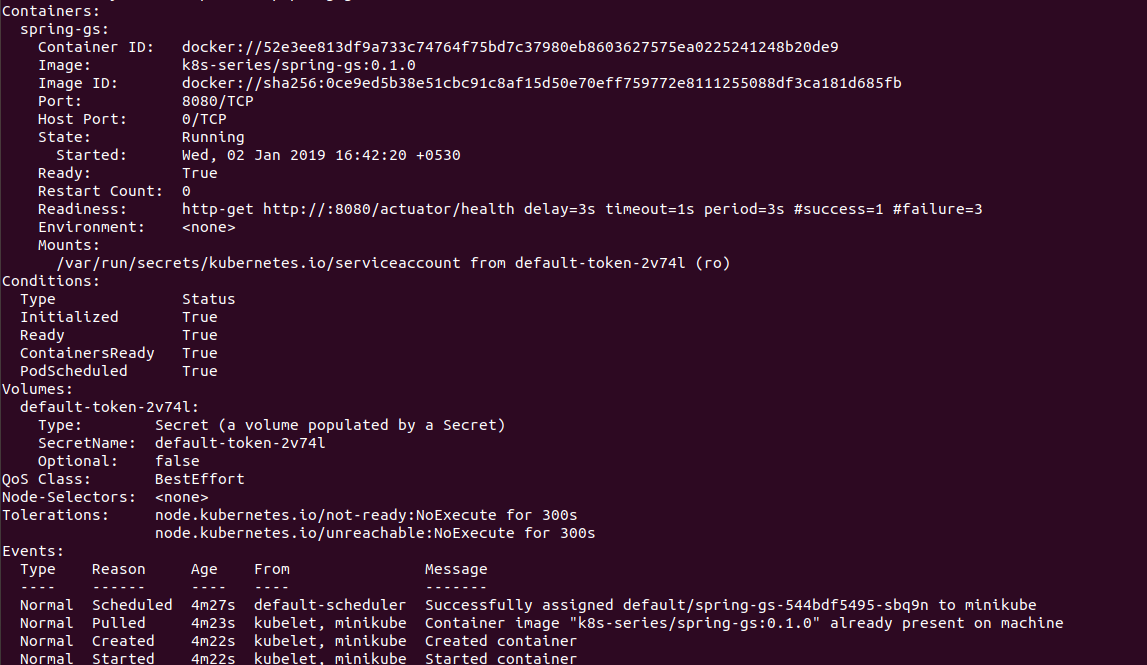 Containers:
  spring-gs:
    Container ID:   docker://52e3ee813df9a733c74764f75bd7c37980eb8603627575ea0225241248b20de9
    Image:          k8s-series/spring-gs:0.1.0
    Image ID:       docker://sha256:0ce9ed5b38e51cbc91c8af15d50e70eff759772e8111255088df3ca181d685fb
    Port:           8080/TCP
    Host Port:      0/TCP
    State:          Running
      Started:      Wed, 02 Jan 2019 16:42:20 +0530
    Ready:          True
    Restart Count:  0
    Readiness:      http-get http://:8080/actuator/health delay=3s timeout=1s period=3s #success=1 #failure=3
    Environment:    <none>
    Mounts:
      /var/run/secrets/kubernetes.io/serviceaccount from default-token-2v74l (ro)
Conditions:
  Type              Status
  Initialized       True
  Ready             True
  ContainersReady   True
  PodScheduled      True
Volumes:
  default-token-2v74l:
    Type:        Secret (a volume populated by a Secret)
    SecretName:  default-token-2v74l
    Optional:    false
QoS Class:       BestEffort
Node-Selectors:  <none>
Tolerations:     node.kubernetes.io/not-ready:NoExecute for 300s
                 node.kubernetes.io/unreachable:NoExecute for 300s
Events:
  Type    Reason     Age    From               Message
  ----    ------     ----   ----               -------
  Normal  Scheduled  4m27s  default-scheduler  Successfully assigned default/spring-gs-544bdf5495-sbq9n to minikube
  Normal  Pulled     4m23s  kubelet, minikube  Container image "k8s-series/spring-gs:0.1.0" already present on machine
  Normal  Created    4m22s  kubelet, minikube  Created container
  Normal  Started    4m22s  kubelet, minikube  Started container